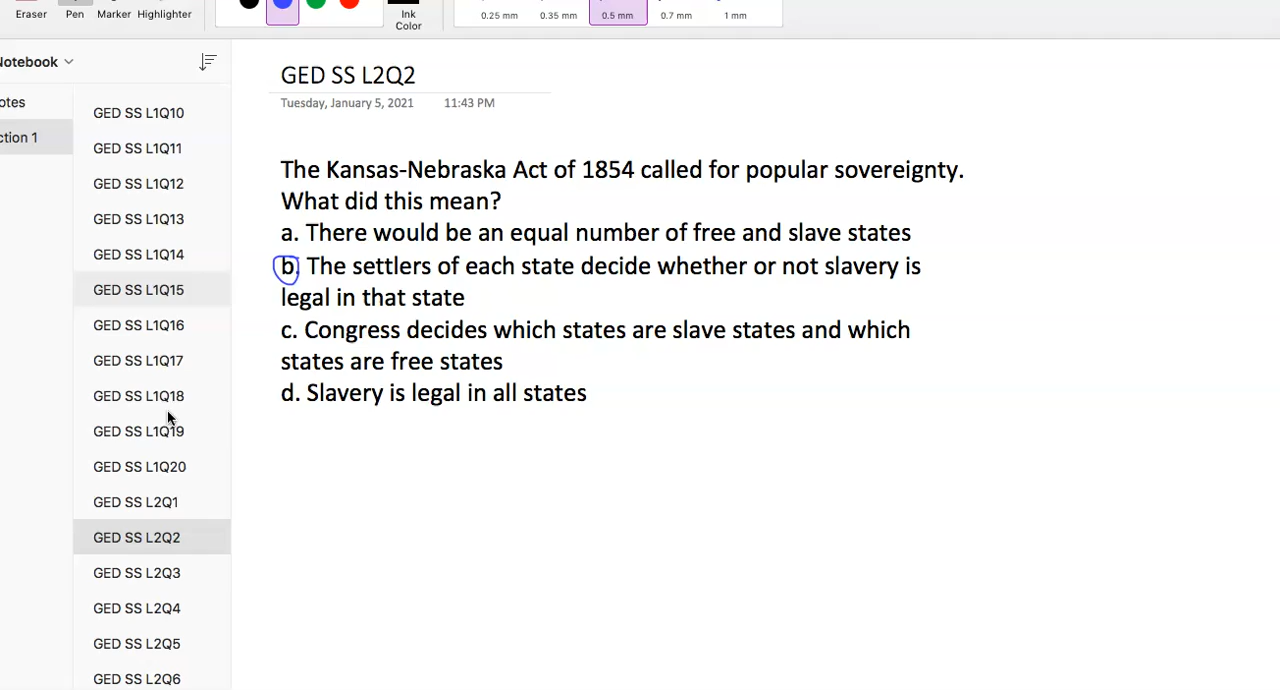 Eraser Pen Marker Highlighter Ink Color 0.25 mm 0.35 mm 0.5 mm 0.7 mm 1 mm
Notebook
otes
ction 1
GED SS L1Q10
GED SS L1Q11
GED SS L1Q12
GED SS L1Q13
GED SS L1Q14
GED SS L1Q15
GED SS L1Q16
GED SS L1Q17
GED SS L1Q18
GED SS L1Q19
GED SS L1Q20
GED SS L2Q1
GED SS L2Q2
GED SS L2Q3
GED SS L2Q4
GED SS L2Q5
GED SS L2Q6
GED SS L2Q2
Tuesday, January 5, 2021 11:43 PM
The Kansas-Nebraska Act of 1854 called for popular sovereignty.
What did this mean?
a. There would be an equal number of free and slave states
b. The settlers of each state decide whether or not slavery is
legal in that state
c. Congress decides which states are slave states and which
states are free states
d. Slavery is legal in all states